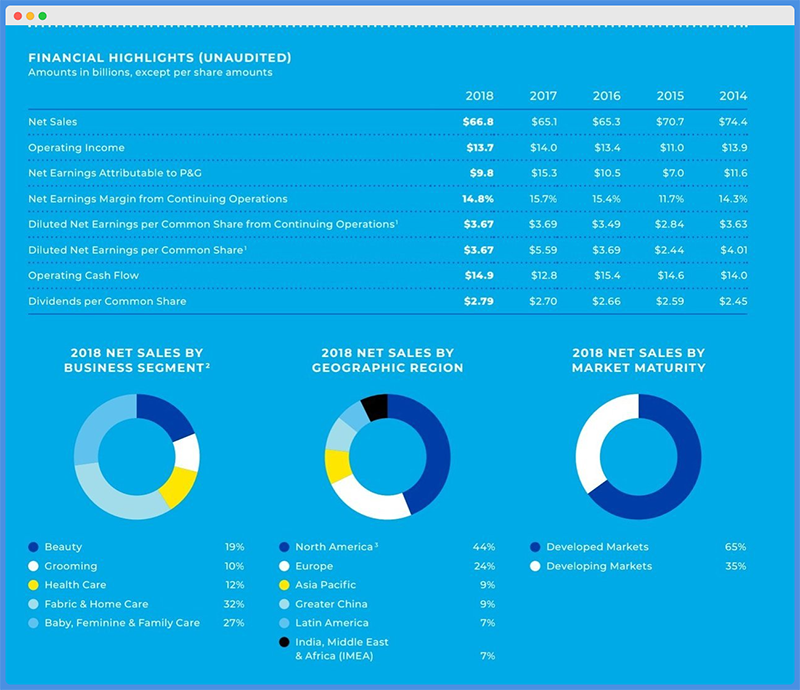 FINANCIAL HIGHLIGHTS (UNAUDITED)
Amounts in billions, except per share amounts
2018 2017 2016 2015 2014
Net Sales $66.8 $65.1 $65.3 $70.7 $74.4
Operating Income $13.7 $14.0 $13.4 $11.0 $13.9
Net Earnings Attributable to P&G $9.8 $15.3 $10.5 $7.0 $11.6
Net Earnings Margin from Continuing Operations 14.8% 15.7% 15.4% 11.7% 14.3%
Diluted Net Earnings per Common Share from Continuing Operations¹ $3.67 $3.69 $3.49 $2.84 $3.63
Diluted Net Earnings per Common Share¹ $3.67 $5.59 $3.69 $2.44 $4.01
Operating Cash Flow $14.9 $12.8 $15.4 $14.6 $14.0
Dividends per Common Share $2.79 $2.70 $2.66 $2.59 $2.45
2018 NET SALES BY
BUSINESS SEGMENT²
Beauty 19%
Grooming 10%
Health Care 12%
Fabric & Home Care 32%
Baby, Feminine & Family Care 27%
2018 NET SALES BY
GEOGRAPHIC REGION
North America³ 44%
Europe 24%
Asia Pacific 9%
Greater China 9%
Latin America 7%
India, Middle East
& Africa (IMEA) 7%
2018 NET SALES BY
MARKET MATURITY
Developed Markets 65%
Developing Markets 35%